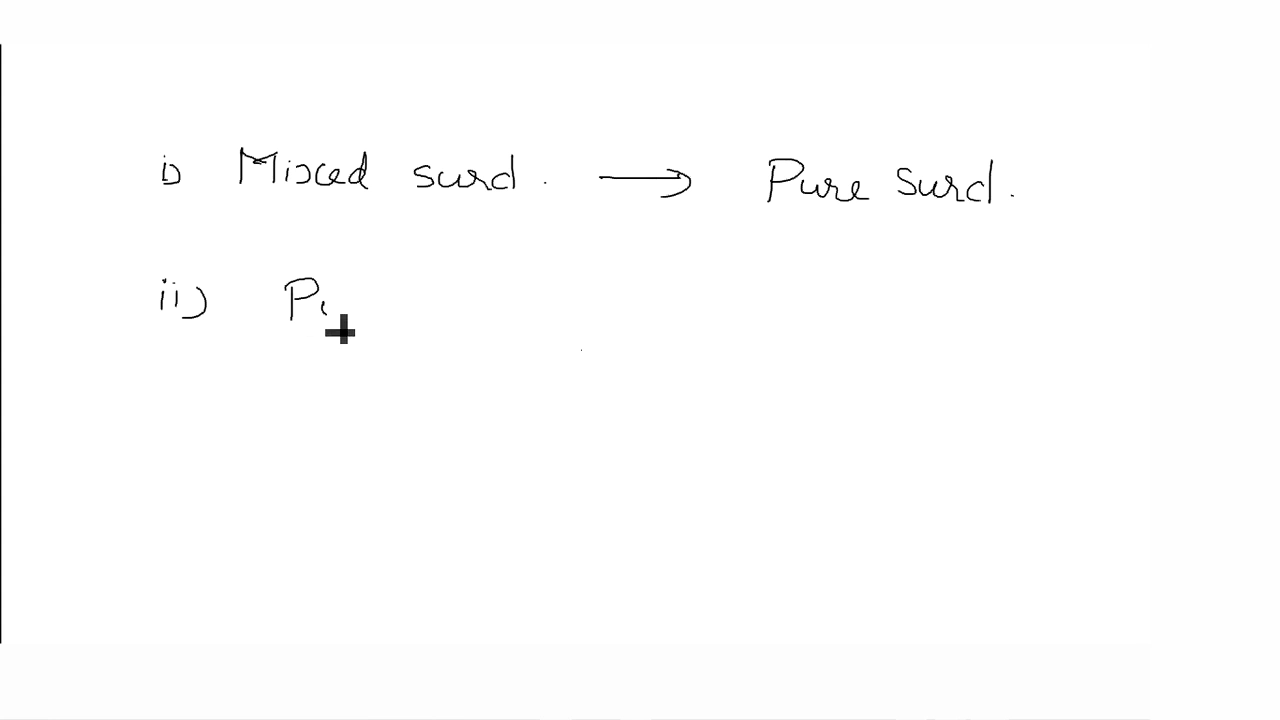 i) Mixed surd. → Pure surd.
ii) P